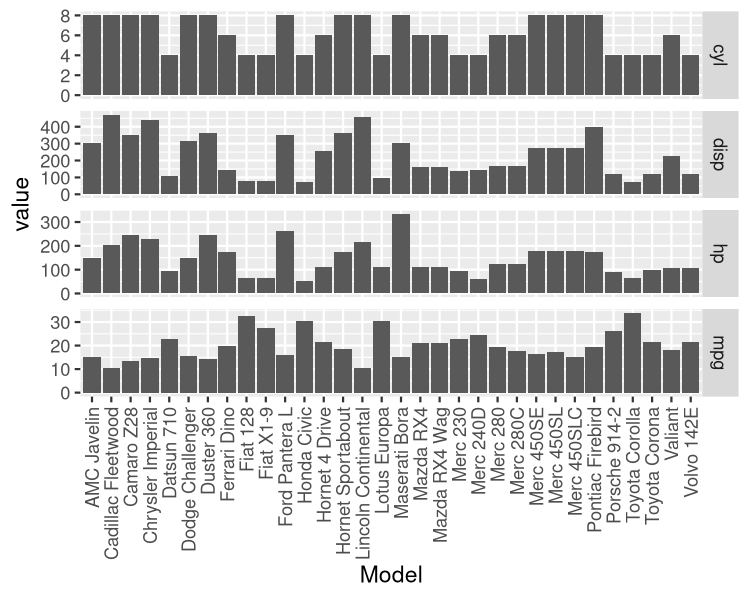 8
6
4
2
0
cyl
400
300
200
100
0
disp
value
300
200
100
0
hp
30
20
10
0
mpg
AMC Javelin
Cadillac Fleetwood
Camaro Z28
Chrysler Imperial
Datsun 710
Dodge Challenger
Duster 360
Ferrari Dino
Fiat 128
Fiat X1-9
Ford Pantera L
Honda Civic
Hornet 4 Drive
Hornet Sportabout
Lincoln Continental
Lotus Europa
Maserati Bora
Mazda RX4
Mazda RX4 Wag
Merc 230
Merc 240D
Merc 280
Merc 280C
Merc 450SE
Merc 450SL
Merc 450SLC
Pontiac Firebird
Porsche 914-2
Toyota Corolla
Toyota Corona
Valiant
Volvo 142E
Model